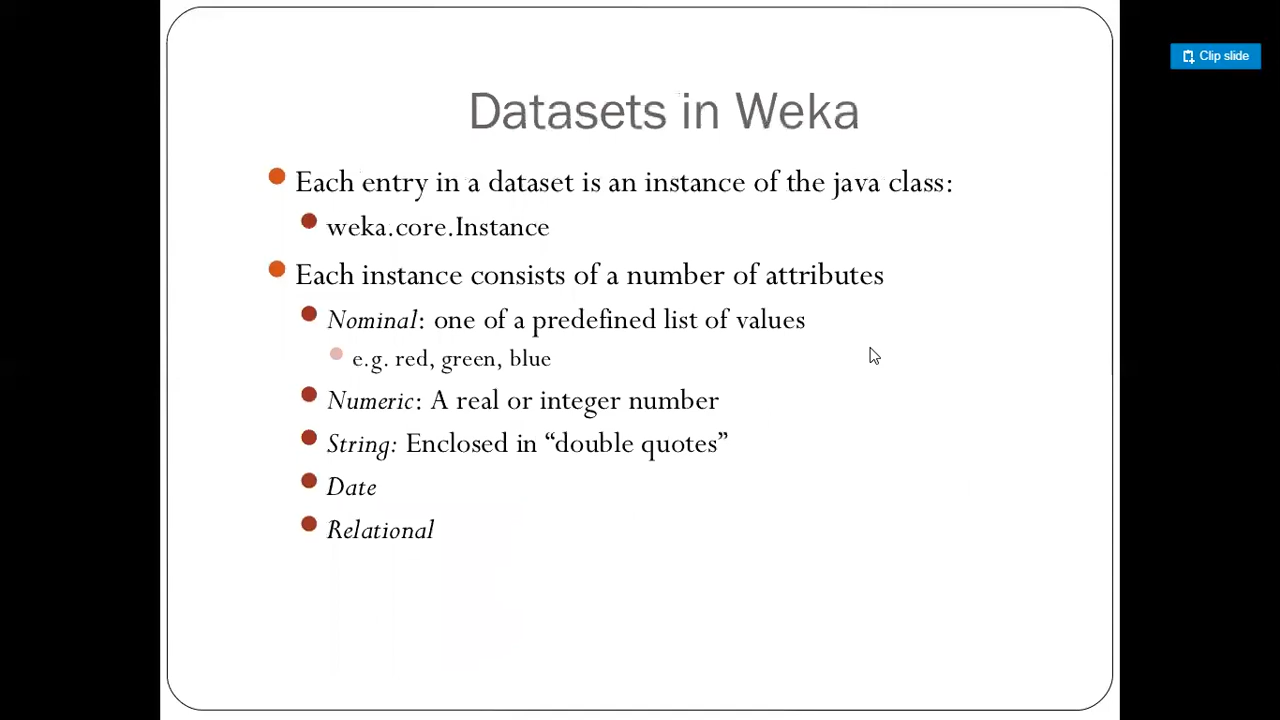 Clip slide
Datasets in Weka
Each entry in a dataset is an instance of the java class:
weka.core.Instance
Each instance consists of a number of attributes
Nominal: one of a predefined list of values
e.g. red, green, blue
Numeric: A real or integer number
String: Enclosed in “double quotes”
Date
Relational